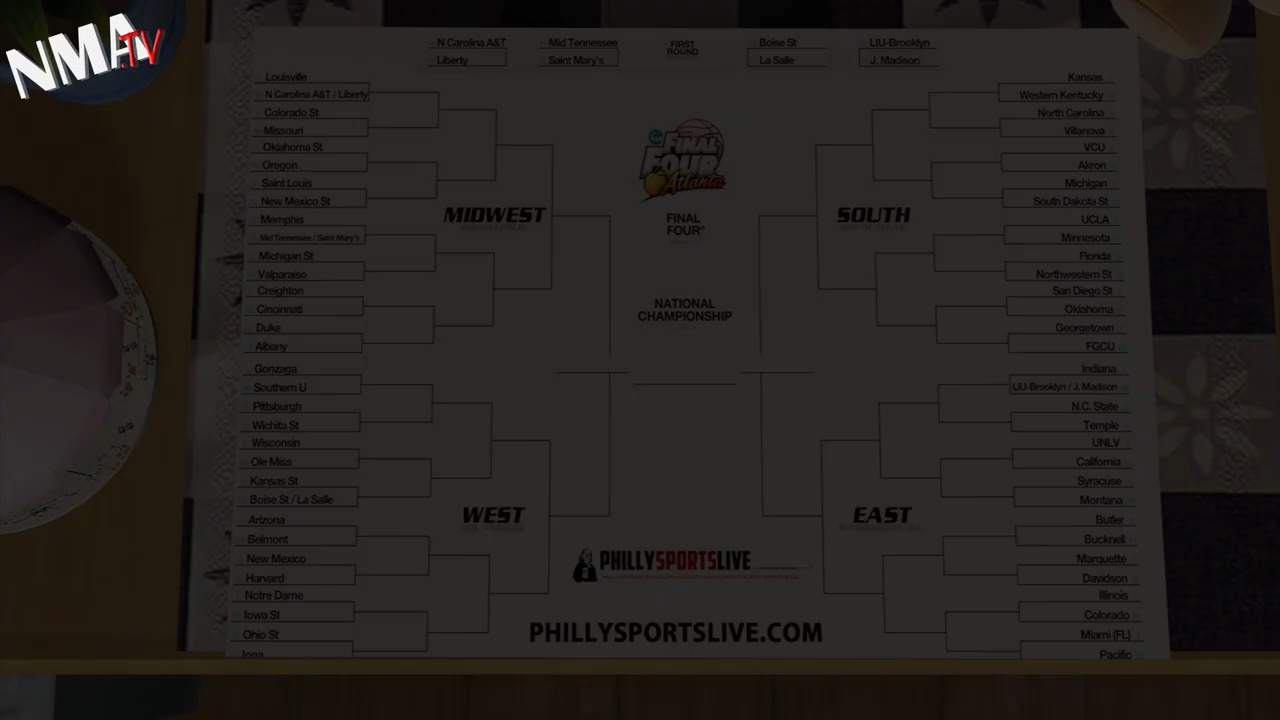 NMA.TV
N Carolina A&T
Liberty
Mid Tennessee
Saint Mary's
FIRST
ROUND
Boise St
La Salle
LIU-Brooklyn
J. Madison
Louisville
N Carolina A&T / Liberty
Colorado St
Missouri
Oklahoma St
Oregon
Saint Louis
New Mexico St
Memphis
Mid Tennessee / Saint Mary's
Michigan St
Valparaiso
Creighton
Cincinnati
Duke
Albany
MIDWEST
Gonzaga
Southern U
Pittsburgh
Wichita St
Wisconsin
Ole Miss
Kansas St
Boise St / La Salle
Arizona
Belmont
New Mexico
Harvard
Notre Dame
Iowa St
Ohio St
Iona
WEST
FINAL
FOUR
Atlanta
FINAL
FOUR®
NATIONAL
CHAMPIONSHIP
PHILLYSPORTSLIVE
PHILLYSPORTSLIVE.COM
Kansas
Western Kentucky
North Carolina
Villanova
VCU
Akron
Michigan
South Dakota St
UCLA
Minnesota
Florida
Northwestern St
San Diego St
Oklahoma
Georgetown
FGCU
SOUTH
Indiana
LIU-Brooklyn / J. Madison
N.C. State
Temple
UNLV
California
Syracuse
Montana
Butler
Bucknell
Marquette
Davidson
Illinois
Colorado
Miami (FL)
Pacific
EAST